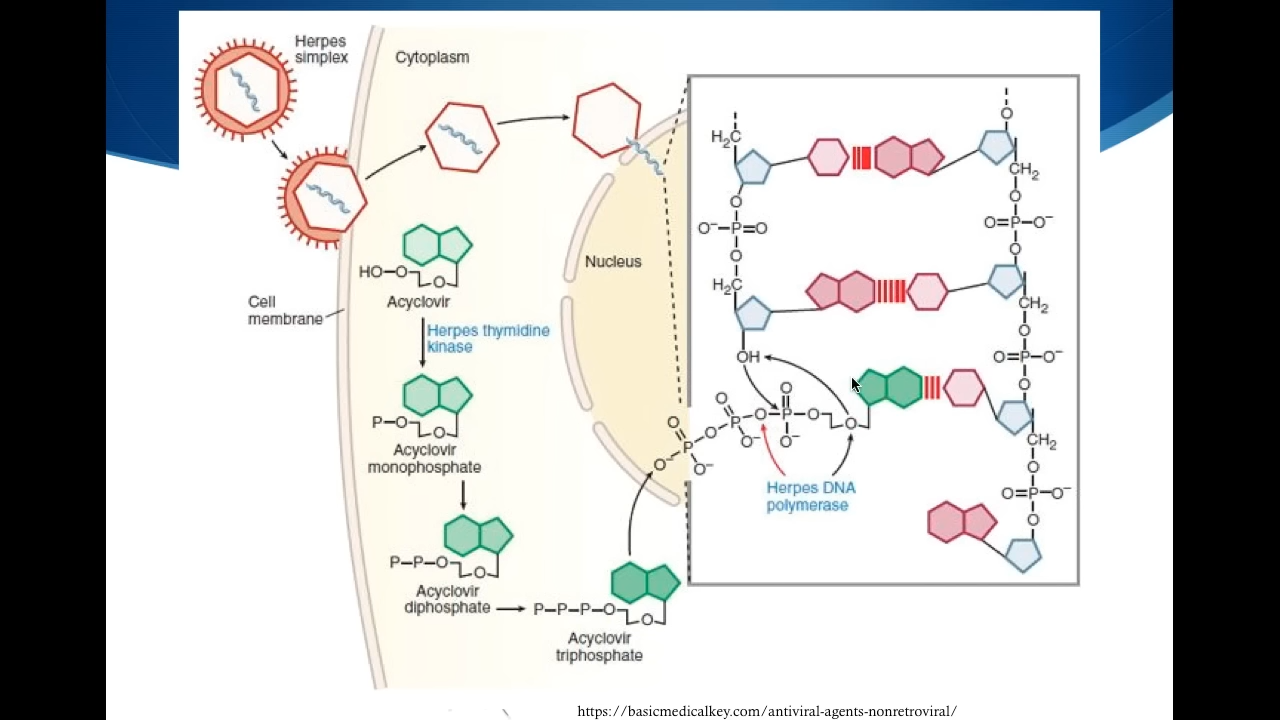 Herpes
simplex
Cytoplasm
Cell
membrane
Nucleus
HO–O
O
Acyclovir
Herpes thymidine
kinase
P–O
O
Acyclovir
monophosphate
P–P–O
O
Acyclovir
diphosphate
P–P–P–O
O
Acyclovir
triphosphate
H₂C
O
O⁻–P=O
O
H₂C
OH
O
CH₂
O
O=P–O⁻
O
CH₂
O
O=P–O⁻
O
CH₂
O
O=P–O⁻
O
O
P
O⁻
O⁻
O
O
P
O⁻
O
O
P
O⁻
O
O
Herpes DNA
polymerase
https://basicmedicalkey.com/antiviral-agents-nonretroviral/